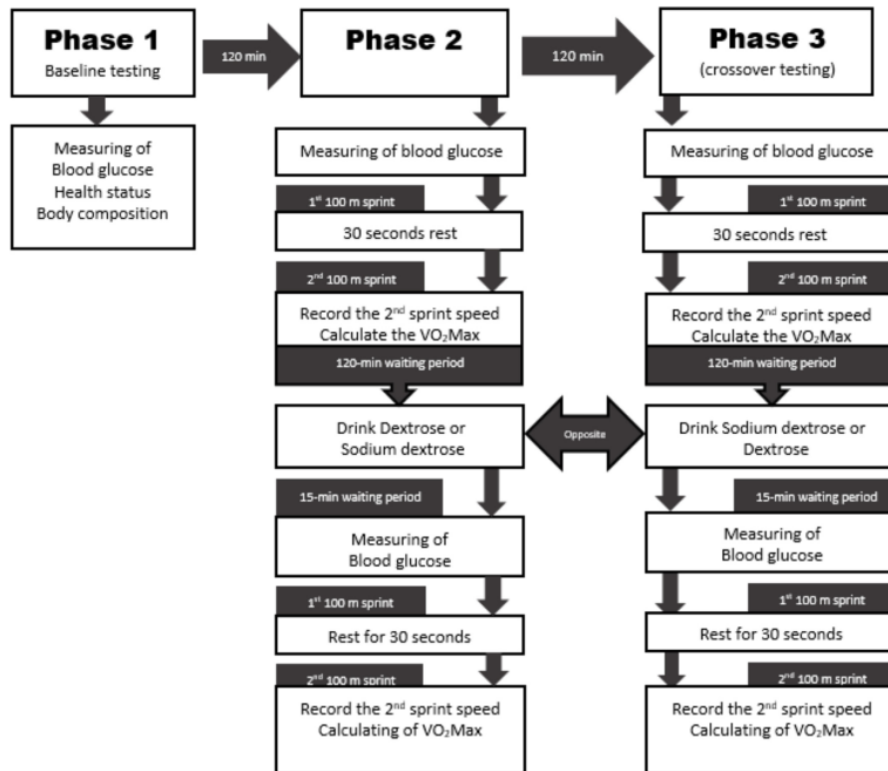 Phase 1
Baseline testing
120 min
Phase 2
120 min
Phase 3
(crossover testing)
Measuring of
Blood glucose
Health status
Body composition
Measuring of blood glucose
1st 100 m sprint
30 seconds rest
2nd 100 m sprint
Record the 2nd sprint speed
Calculate the VO₂Max
120-min waiting period
Drink Dextrose or
Sodium dextrose
15-min waiting period
Measuring of
Blood glucose
1st 100 m sprint
Rest for 30 seconds
2nd 100 m sprint
Record the 2nd sprint speed
Calculating of VO₂Max
Opposite
Measuring of blood glucose
1st 100 m sprint
30 seconds rest
2nd 100 m sprint
Record the 2nd sprint speed
Calculate the VO₂Max
120-min waiting period
Drink Sodium dextrose or
Dextrose
15-min waiting period
Measuring of
Blood glucose
1st 100 m sprint
Rest for 30 seconds
2nd 100 m sprint
Record the 2nd sprint speed
Calculating of VO₂Max